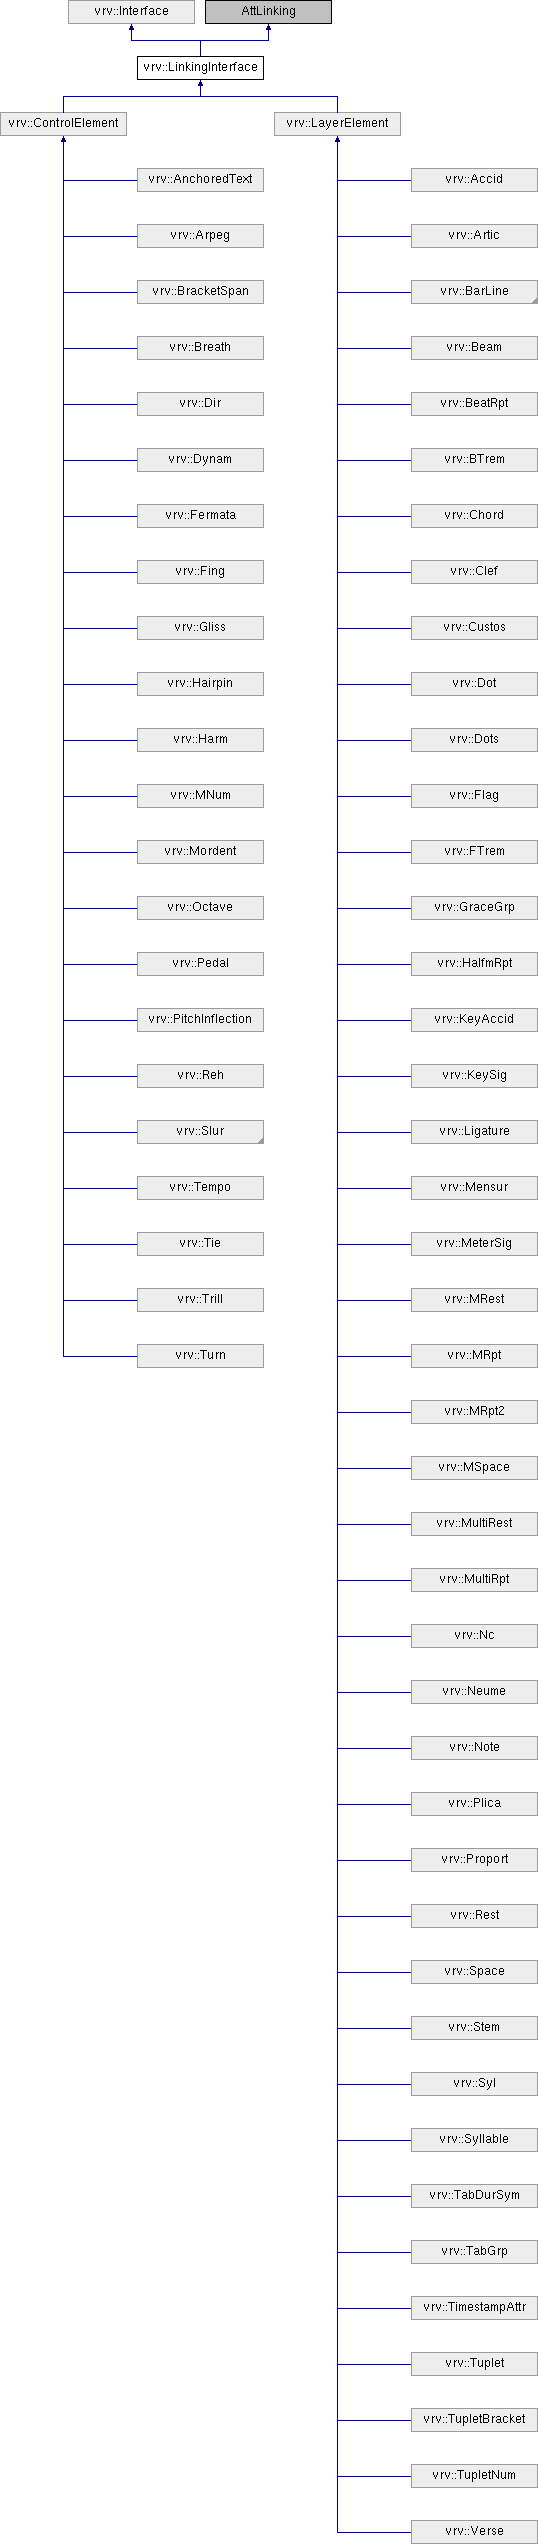 vrv::Interface
AttLinking
vrv::LinkingInterface
vrv::ControlElement
vrv::LayerElement
vrv::AnchoredText
vrv::Accid
vrv::Arpeg
vrv::Artic
vrv::BracketSpan
vrv::BarLine
vrv::Breath
vrv::Beam
vrv::Dir
vrv::BeatRpt
vrv::Dynam
vrv::BTrem
vrv::Fermata
vrv::Chord
vrv::Fing
vrv::Clef
vrv::Gliss
vrv::Custos
vrv::Hairpin
vrv::Dot
vrv::Harm
vrv::Dots
vrv::MNum
vrv::Flag
vrv::Mordent
vrv::FTrem
vrv::Octave
vrv::GraceGrp
vrv::Pedal
vrv::HalfmRpt
vrv::PitchInflection
vrv::KeyAccid
vrv::Reh
vrv::KeySig
vrv::Slur
vrv::Ligature
vrv::Tempo
vrv::Mensur
vrv::Tie
vrv::MeterSig
vrv::Trill
vrv::MRest
vrv::Turn
vrv::MRpt
vrv::MRpt2
vrv::MSpace
vrv::MultiRest
vrv::MultiRpt
vrv::Nc
vrv::Neume
vrv::Note
vrv::Plica
vrv::Proport
vrv::Rest
vrv::Space
vrv::Stem
vrv::Syl
vrv::Syllable
vrv::TabDurSym
vrv::TabGrp
vrv::TimestampAttr
vrv::Tuplet
vrv::TupletBracket
vrv::TupletNum
vrv::Verse